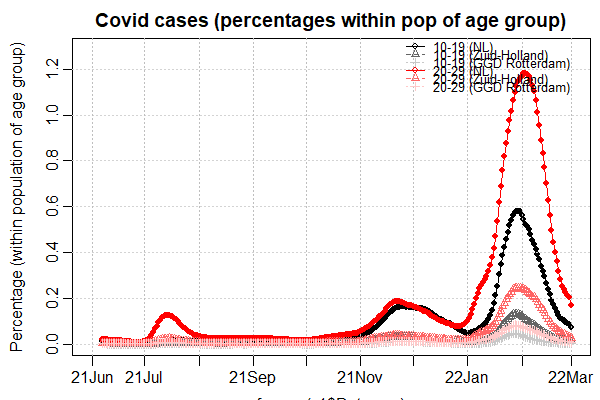 Covid cases (percentages within pop of age group)
Percentage (within population of age group)
1.2
1.0
0.8
0.6
0.4
0.2
0.0
10-19 (NL)
10-19 (Zuid-Holland)
10-19 (GGD Rotterdam)
20-29 (NL)
20-29 (Zuid-Holland)
20-29 (GGD Rotterdam)
21Jun 21Jul 21Sep 21Nov 22Jan 22Mar